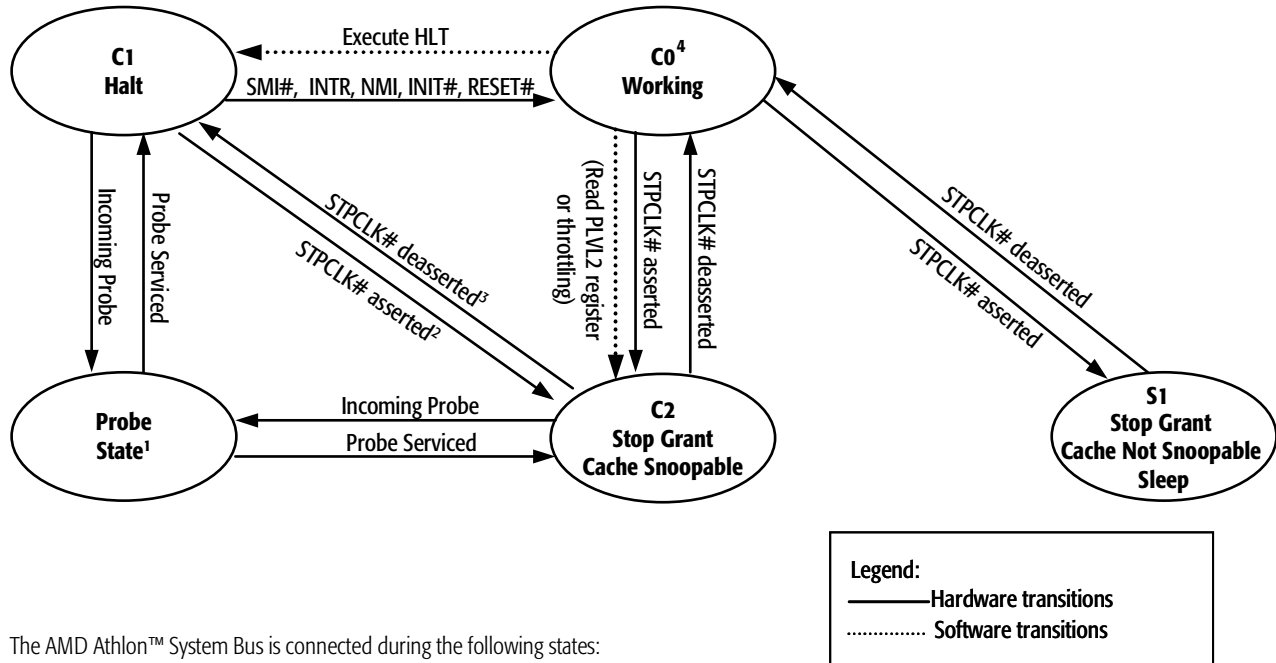 Execute HLT
C1
Halt
C0⁴
Working
SMI#, INTR, NMI, INIT#, RESET#
Incoming Probe
Probe Serviced
STPCLK# deasserted³
STPCLK# asserted²
(Read PLVL2 register
or throttling)
STPCLK# asserted
STPCLK# deasserted
STPCLK# deasserted
STPCLK# asserted
Probe
State¹
Incoming Probe
Probe Serviced
C2
Stop Grant
Cache Snoopable
S1
Stop Grant
Cache Not Snoopable
Sleep
Legend:
Hardware transitions
Software transitions
The AMD Athlon™ System Bus is connected during the following states: